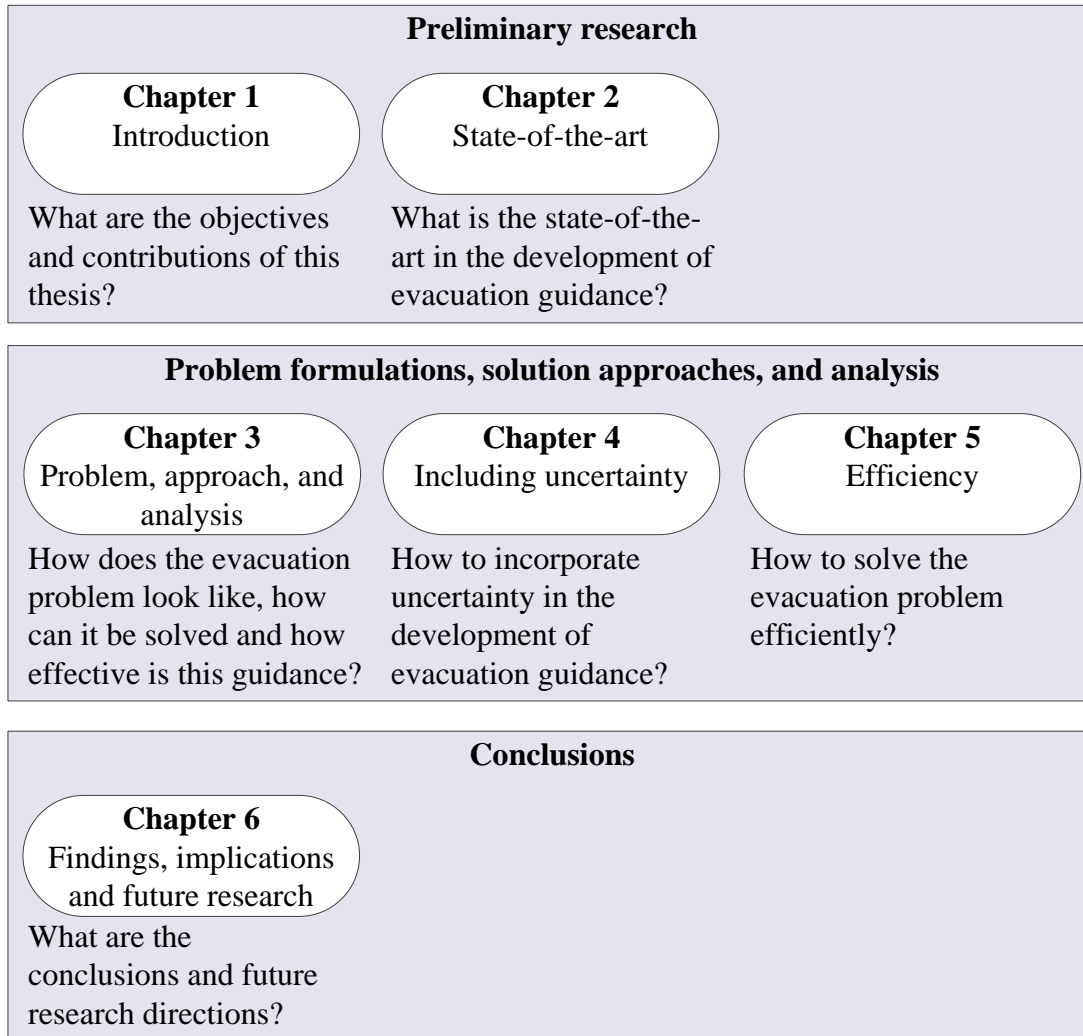 Preliminary research
Chapter 1
Introduction
What are the objectives
and contributions of this
thesis?
Chapter 2
State-of-the-art
What is the state-of-the-
art in the development of
evacuation guidance?
Problem formulations, solution approaches, and analysis
Chapter 3
Problem, approach, and
analysis
How does the evacuation
problem look like, how
can it be solved and how
effective is this guidance?
Chapter 4
Including uncertainty
How to incorporate
uncertainty in the
development of
evacuation guidance?
Chapter 5
Efficiency
How to solve the
evacuation problem
efficiently?
Conclusions
Chapter 6
Findings, implications
and future research
What are the
conclusions and future
research directions?